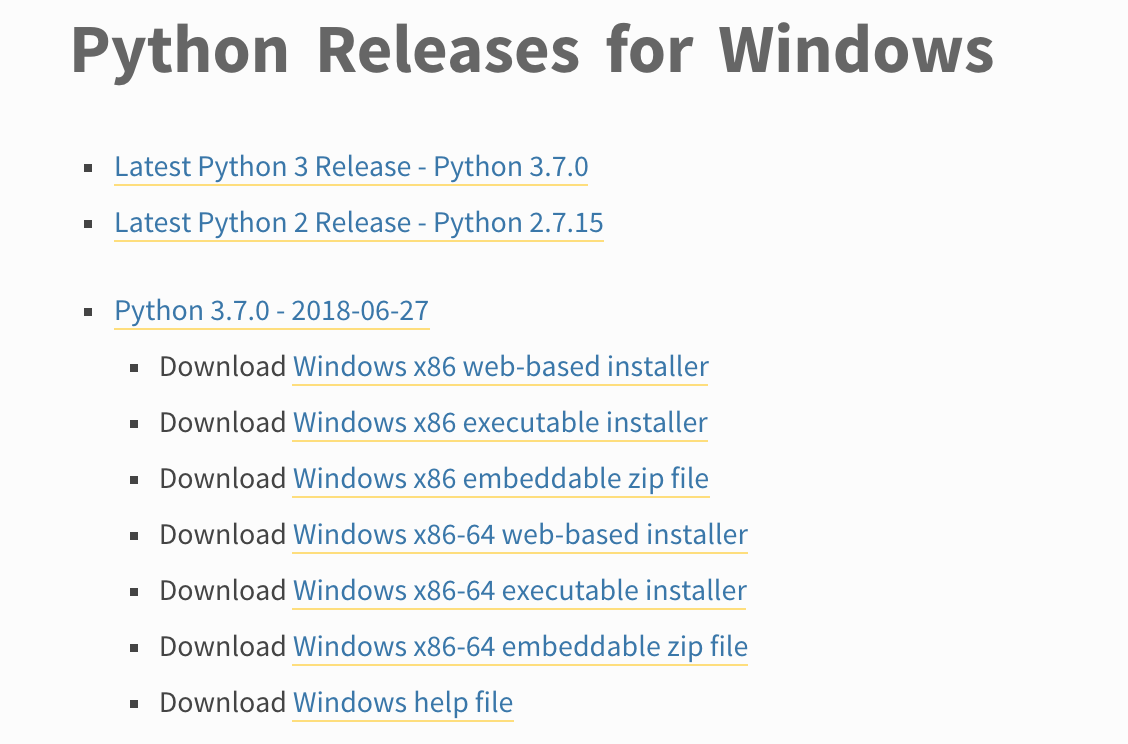 Python Releases for Windows
Latest Python 3 Release - Python 3.7.0
Latest Python 2 Release - Python 2.7.15
Python 3.7.0 - 2018-06-27
Download Windows x86 web-based installer
Download Windows x86 executable installer
Download Windows x86 embeddable zip file
Download Windows x86-64 web-based installer
Download Windows x86-64 executable installer
Download Windows x86-64 embeddable zip file
Download Windows help file